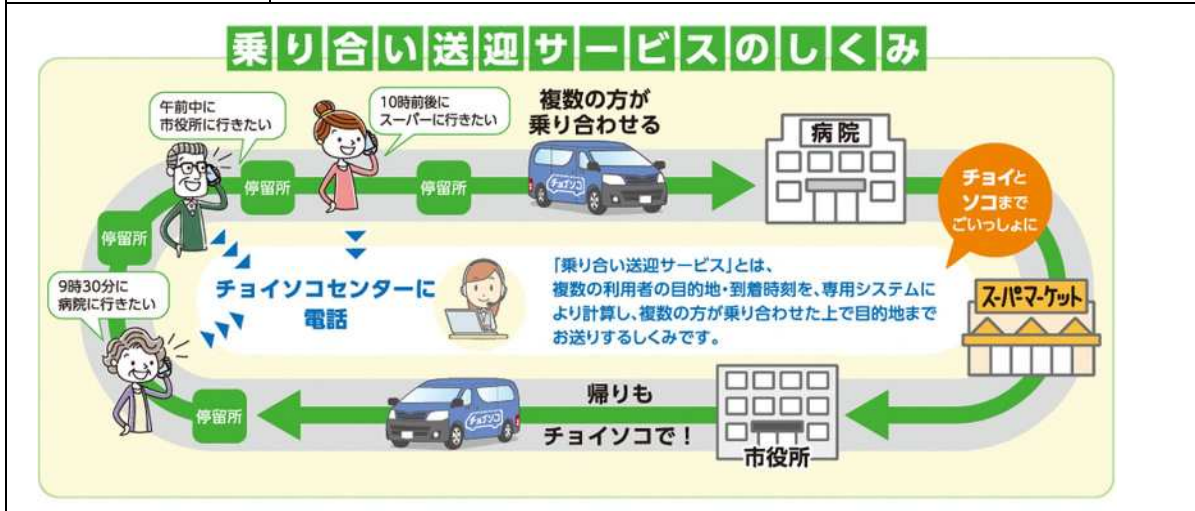 乗り合い送迎サービスのしくみ
午前中に
市役所に行きたい
10時前後に
スーパーに行きたい
複数の方が
乗り合わせる
病院
停留所
停留所
チョイソコ
チョイと
ソコまで
ごいっしょに
停留所
9時30分に
病院に行きたい
チョイソコセンターに
電話
「乗り合い送迎サービス」とは、
複数の利用者の目的地・到着時刻を、専用システムに
より計算し、複数の方が乗り合わせた上で目的地まで
お送りするしくみです。
スーパーマーケット
停留所
チョイソコ
帰りも
チョイソコで！
市役所